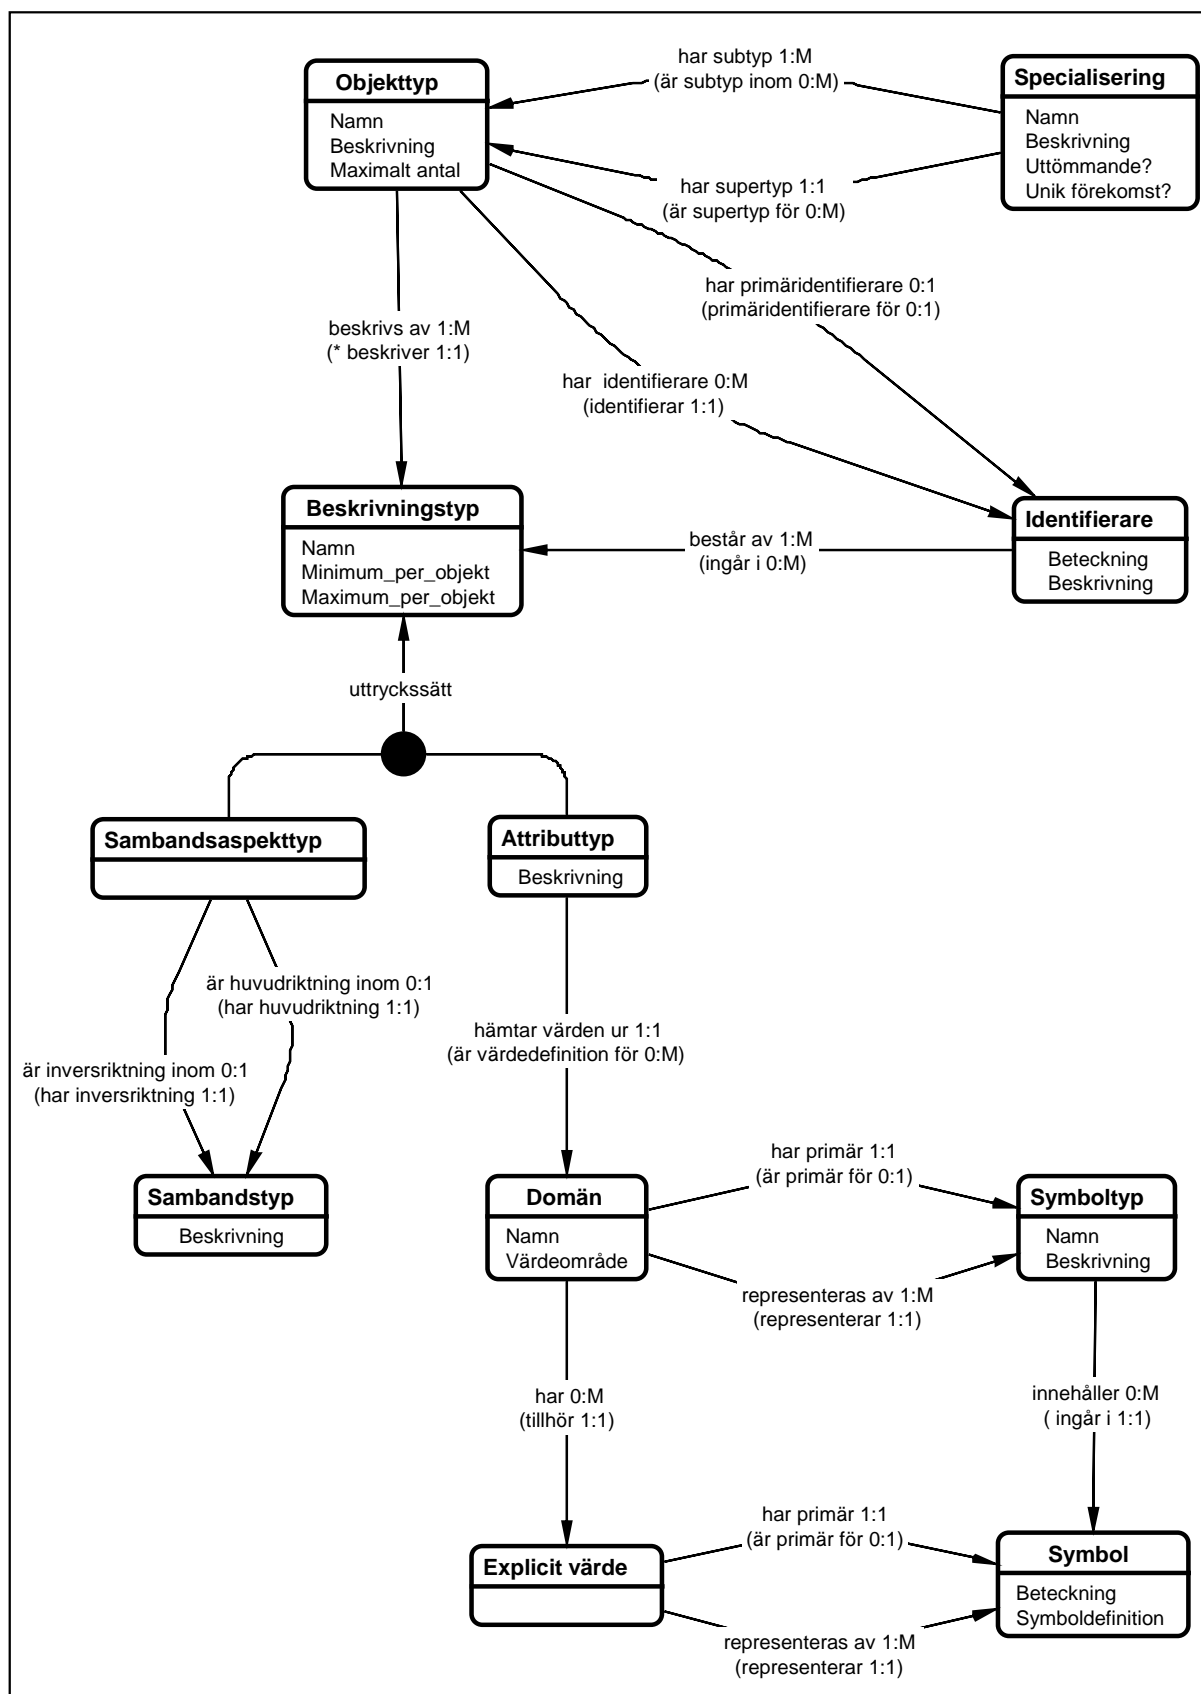 har subtyp 1:M
(är subtyp inom 0:M)
Objekttyp
Namn
Beskrivning
Maximalt antal
Specialisering
Namn
Beskrivning
Uttömmande?
Unik förekomst?
har supertyp 1:1
(är supertyp för 0:M)
har primäridentifierare 0:1
(primäridentifierare för 0:1)
beskrivs av 1:M
(* beskriver 1:1)
har  identifierare 0:M
(identifierar 1:1)
Beskrivningstyp
Namn
Minimum_per_objekt
Maximum_per_objekt
består av 1:M
(ingår i 0:M)
Identifierare
Beteckning
Beskrivning
uttryckssätt
Sambandsaspekttyp
Attributtyp
Beskrivning
är huvudriktning inom 0:1
(har huvudriktning 1:1)
hämtar värden ur 1:1
(är värdedefinition för 0:M)
är inversriktning inom 0:1
(har inversriktning 1:1)
Sambandstyp
Beskrivning
Domän
Namn
Värdeområde
har primär 1:1
(är primär för 0:1)
Symboltyp
Namn
Beskrivning
representeras av 1:M
(representerar 1:1)
har 0:M
(tillhör 1:1)
innehåller 0:M
( ingår i 1:1)
har primär 1:1
(är primär för 0:1)
Explicit värde
Symbol
Beteckning
Symboldefinition
representeras av 1:M
(representerar 1:1)